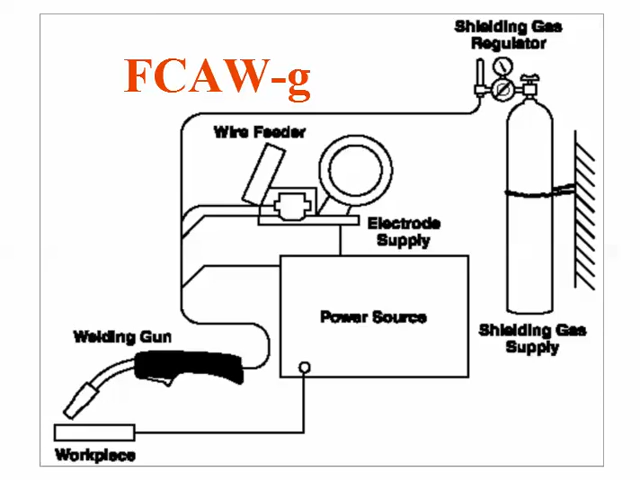 Shielding Gas
Regulator
FCAW-g
Wire Feeder
Electrode
Supply
Power Source
Shielding Gas
Supply
Welding Gun
Workpiece